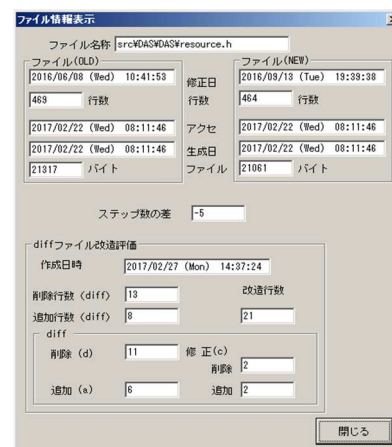 ファイル情報表示
ファイル名称 src¥DAS¥DAS¥resource.h
ファイル(OLD) ファイル(NEW)
2016/06/08 (Wed) 10:41:53 修正日 2016/09/13 (Tue) 19:39:38
469 行数 行数 464 行数
2017/02/22 (Wed) 08:11:46 アクセ 2017/02/22 (Wed) 08:11:46
2017/02/22 (Wed) 08:11:46 生成日 2017/02/22 (Wed) 08:11:46
21317 バイト ファイル 21061 バイト
ステップ数の差 -5
diffファイル改造評価
作成日時 2017/02/27 (Mon) 14:37:24
削除行数 (diff) 13 改造行数
追加行数 (diff) 8 21
diff
削除 (d) 11 修正(c)
削除 2
追加 (a) 6 追加 2
閉じる